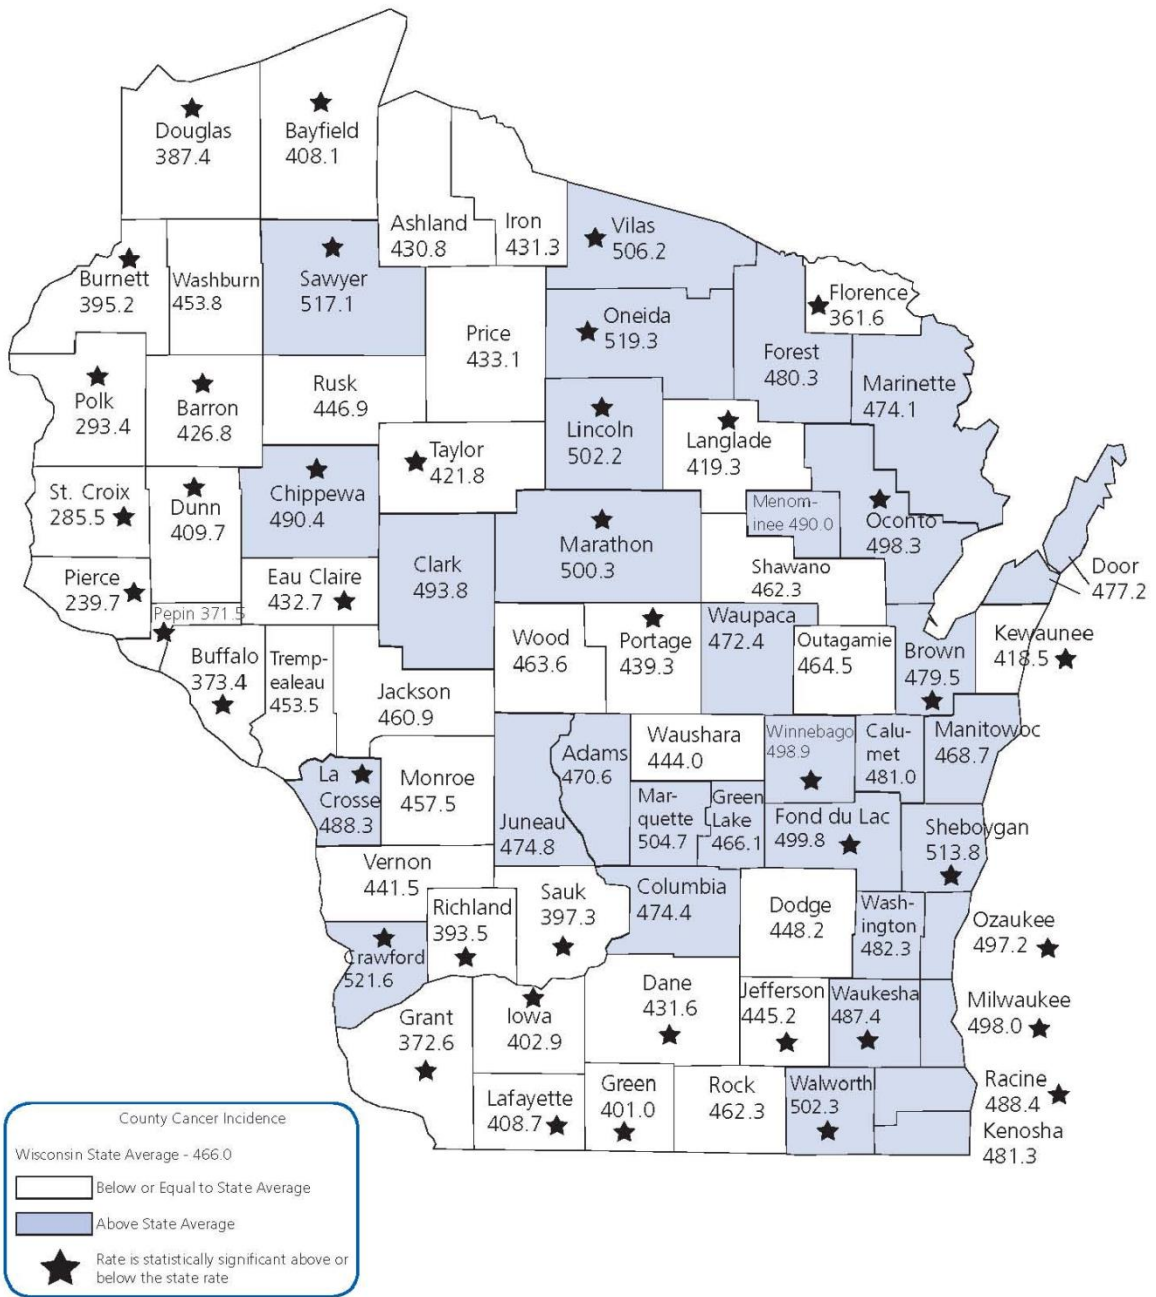 Douglas
387.4
Bayfield
408.1
Ashland
430.8
Iron
431.3
Vilas
506.2
Burnett
395.2
Washburn
453.8
Sawyer
517.1
Florence
361.6
Price
433.1
Oneida
519.3
Forest
480.3
Marinette
474.1
Polk
293.4
Barron
426.8
Rusk
446.9
Taylor
421.8
Lincoln
502.2
Langlade
419.3
St. Croix
285.5
Dunn
409.7
Chippewa
490.4
Clark
493.8
Marathon
500.3
Menom-
inee 490.0
Oconto
498.3
Shawano
462.3
Door
477.2
Pierce
239.7
Pepin 371.5
Eau Claire
432.7
Wood
463.6
Portage
439.3
Waupaca
472.4
Outagamie
464.5
Brown
479.5
Kewaunee
418.5
Buffalo
373.4
Tremp-
ealeau
453.5
Jackson
460.9
Adams
470.6
Waushara
444.0
Winnebago
498.9
Calu-
met
481.0
Manitowoc
468.7
La
Crosse
488.3
Monroe
457.5
Juneau
474.8
Mar-
quette
504.7
Green
Lake
466.1
Fond du Lac
499.8
Sheboygan
513.8
Vernon
441.5
Richland
393.5
Sauk
397.3
Columbia
474.4
Dodge
448.2
Wash-
ington
482.3
Ozaukee
497.2
Crawford
521.6
Grant
372.6
Iowa
402.9
Dane
431.6
Jefferson
445.2
Waukesha
487.4
Milwaukee
498.0
Lafayette
408.7
Green
401.0
Rock
462.3
Walworth
502.3
Racine
488.4
Kenosha
481.3
County Cancer Incidence
Wisconsin State Average - 466.0
Below or Equal to State Average
Above State Average
Rate is statistically significant above or
below the state rate